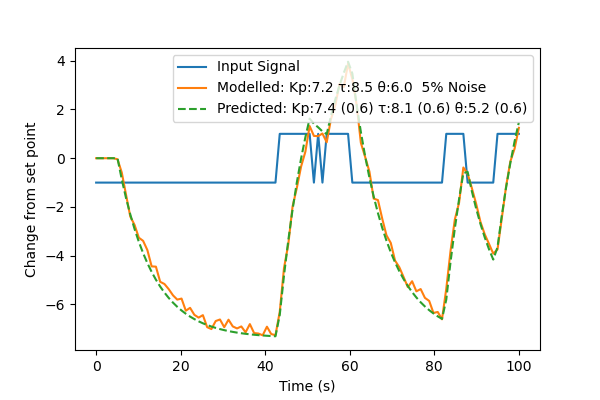 Input Signal
Modelled: Kp:7.2 τ:8.5 θ:6.0  5% Noise
Predicted: Kp:7.4 (0.6) τ:8.1 (0.6) θ:5.2 (0.6)
Change from set point
4
2
0
−2
−4
−6
0 20 40 60 80 100
Time (s)